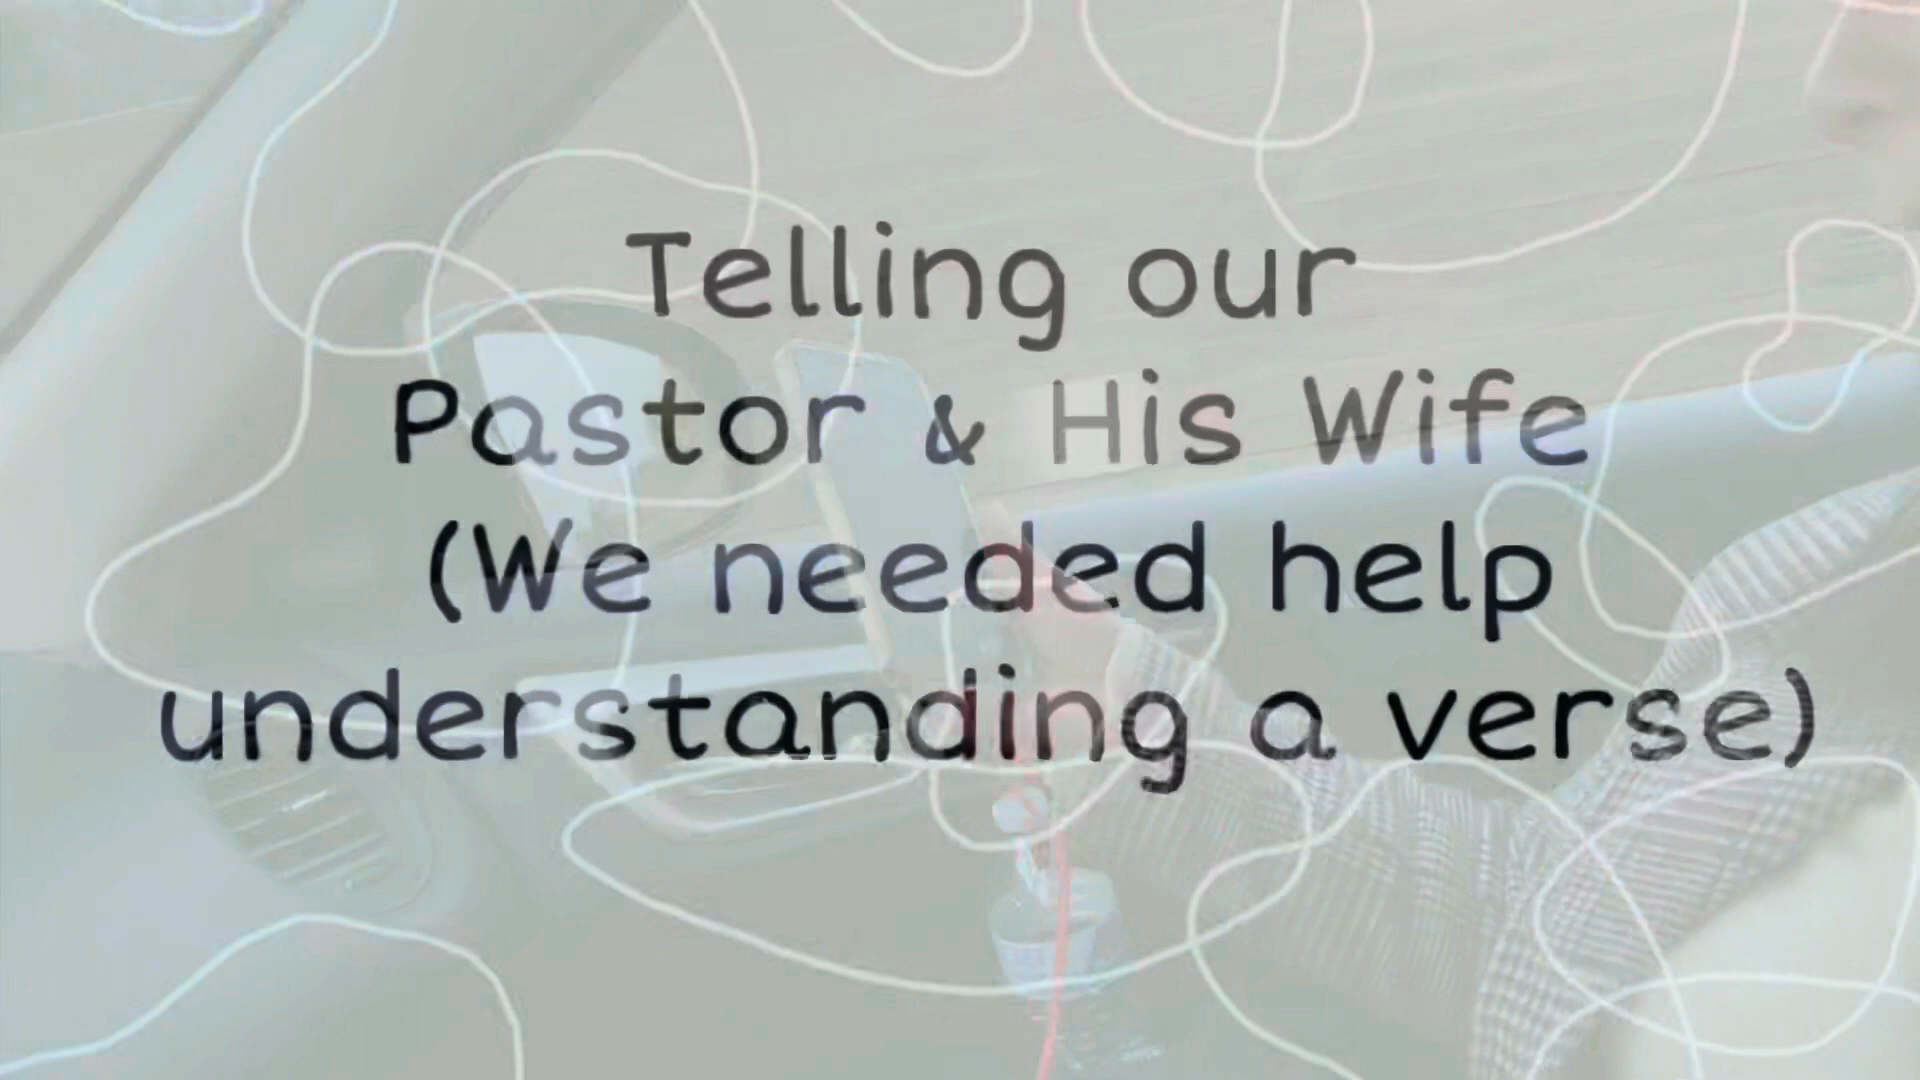 Telling our
Pastor & His Wife
(We needed help
understanding a verse)